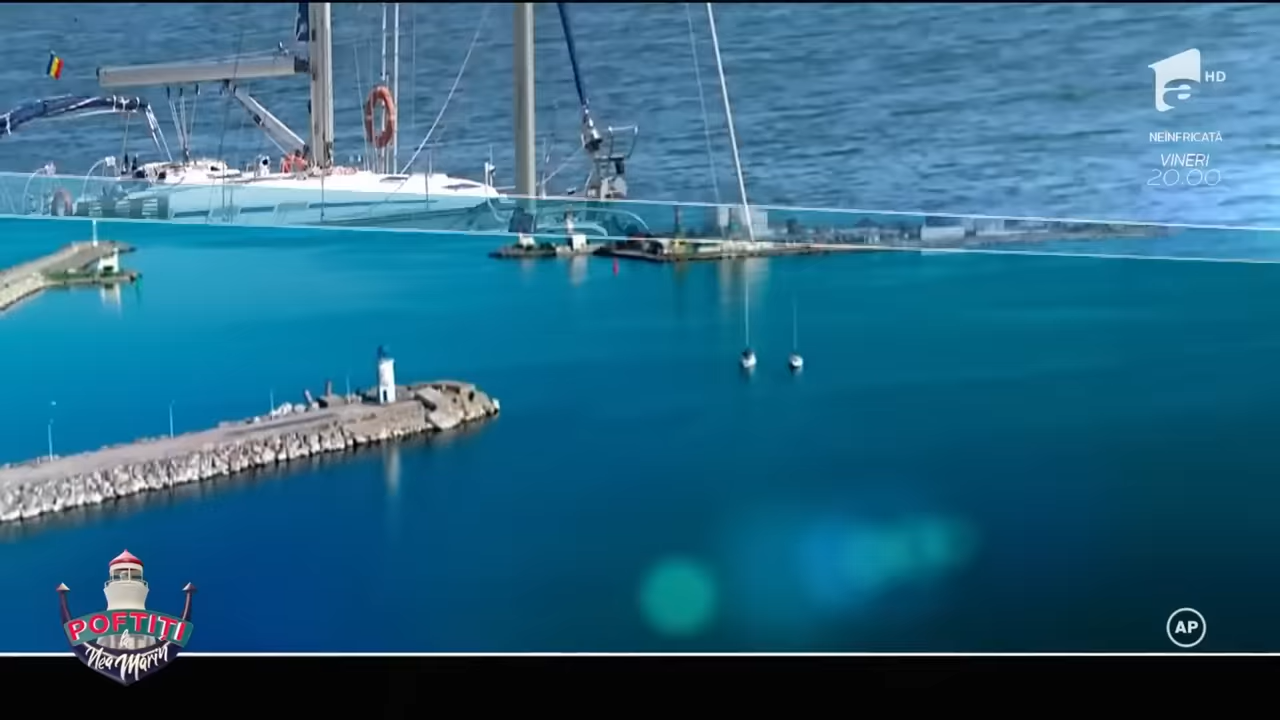 HD
NEÎNFRICATĂ
VINERI
20.00
POFTIȚI
la
Nea Marin
AP